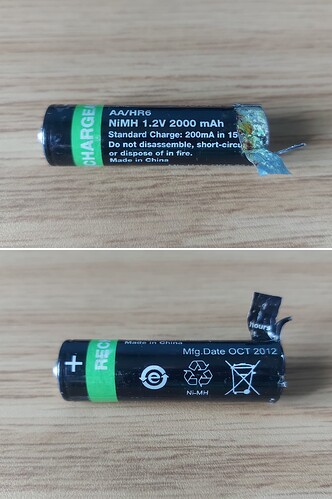 CHARGEA
AA/HR6
NiMH 1.2V 2000 mAh
Standard Charge: 200mA in 15
Do not disassemble, short-circu
or dispose of in fire.
Made in China
hours
+
REC
Made in China
Mfg.Date OCT 2012
e
Ni-MH